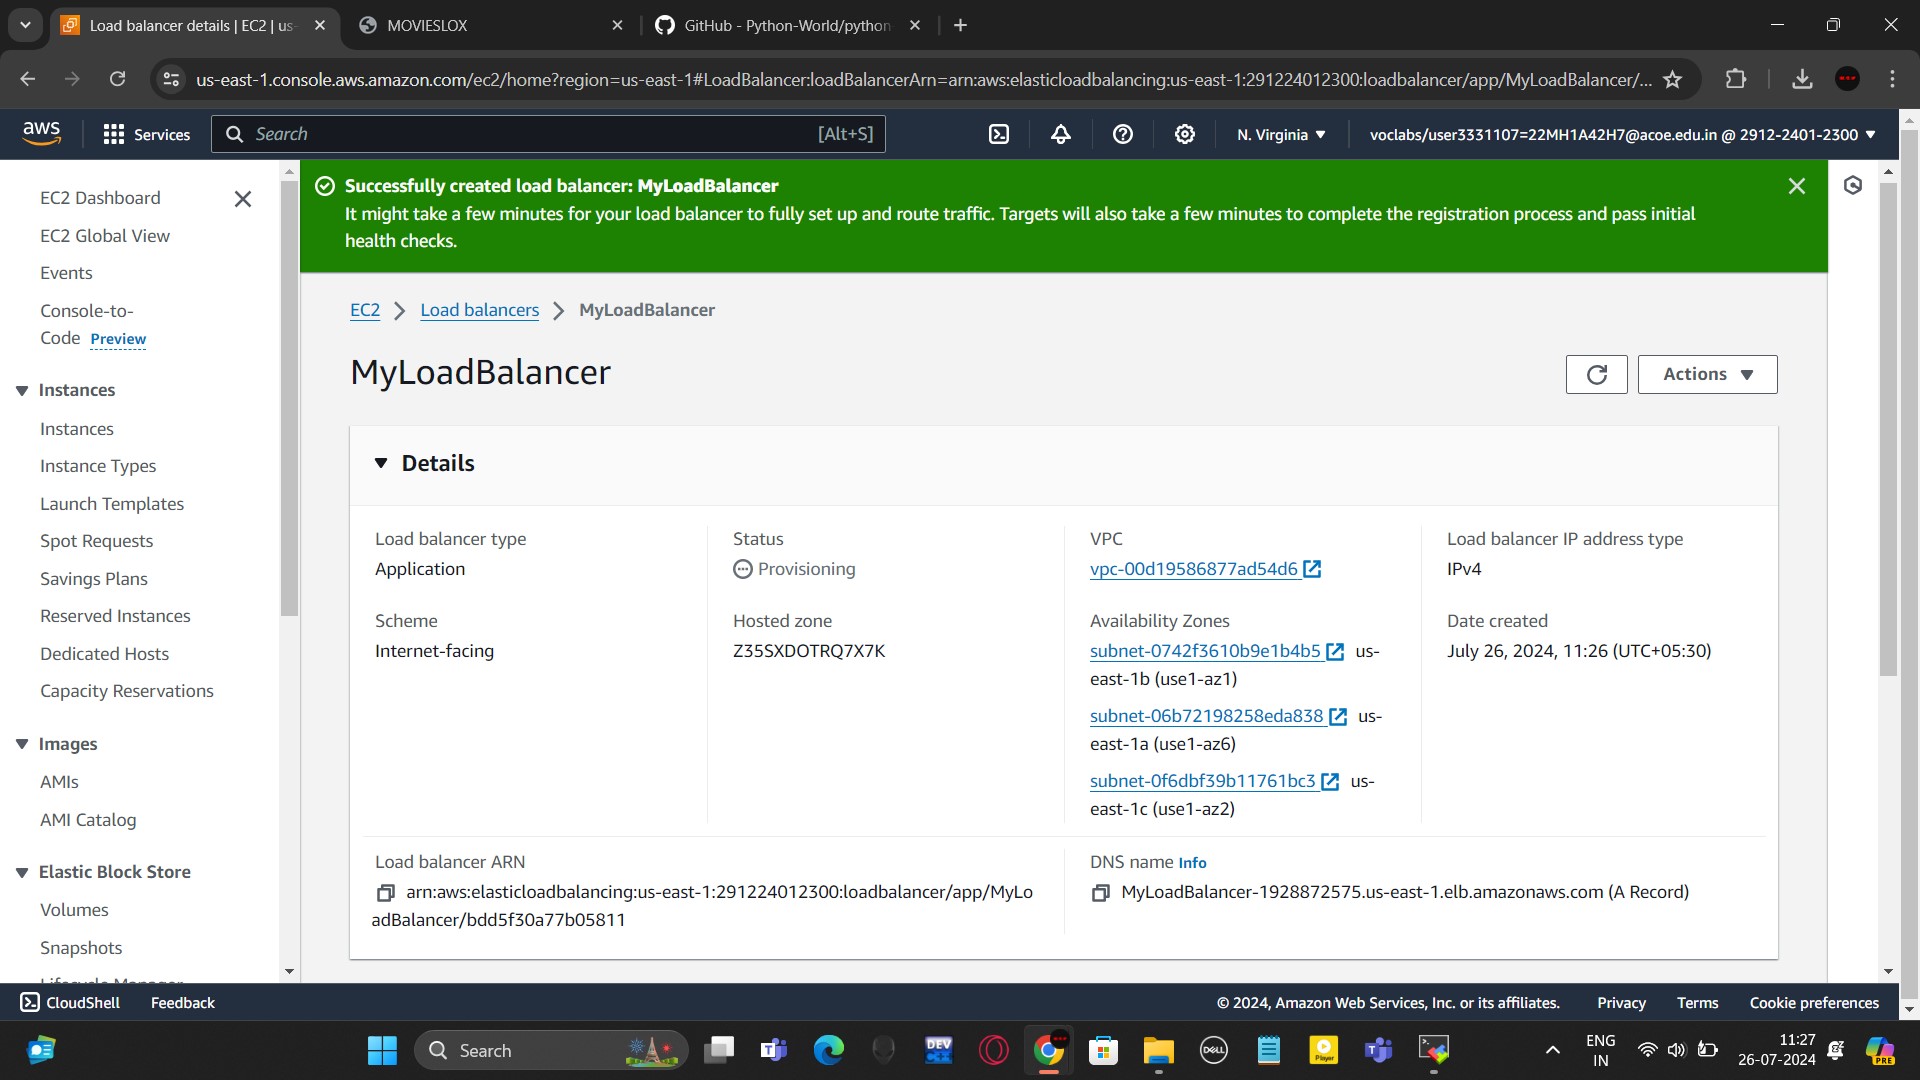 Load balancer details | EC2 | us-
MOVIESLOX
GitHub - Python-World/python
us-east-1.console.aws.amazon.com/ec2/home?region=us-east-1#LoadBalancer:loadBalancerArn=arn:aws:elasticloadbalancing:us-east-1:291224012300:loadbalancer/app/MyLoadBalancer/...
aws
Services
Search
[Alt+S]
N. Virginia
voclabs/user3331107=22MH1A42H7@acoe.edu.in @ 2912-2401-2300
EC2 Dashboard
EC2 Global View
Events
Console-to-
Code Preview
Instances
Instances
Instance Types
Launch Templates
Spot Requests
Savings Plans
Reserved Instances
Dedicated Hosts
Capacity Reservations
Images
AMIs
AMI Catalog
Elastic Block Store
Volumes
Snapshots
Lifecycle Manager
Successfully created load balancer: MyLoadBalancer
It might take a few minutes for your load balancer to fully set up and route traffic. Targets will also take a few minutes to complete the registration process and pass initial
health checks.
EC2 > Load balancers > MyLoadBalancer
MyLoadBalancer
Actions
Details
Load balancer type
Application
Scheme
Internet-facing
Status
Provisioning
Hosted zone
Z35SXDOTRQ7X7K
VPC
vpc-00d19586877ad54d6
Availability Zones
subnet-0742f3610b9e1b4b5 us-
east-1b (use1-az1)
subnet-06b72198258eda838 us-
east-1a (use1-az6)
subnet-0f6dbf39b11761bc3 us-
east-1c (use1-az2)
Load balancer IP address type
IPv4
Date created
July 26, 2024, 11:26 (UTC+05:30)
Load balancer ARN
arn:aws:elasticloadbalancing:us-east-1:291224012300:loadbalancer/app/MyLo
adBalancer/bdd5f30a77b05811
DNS name Info
MyLoadBalancer-1928872575.us-east-1.elb.amazonaws.com (A Record)
CloudShell
Feedback
© 2024, Amazon Web Services, Inc. or its affiliates.
Privacy
Terms
Cookie preferences
Search
DEV
C++
DELL
Player
PRE
ENG
IN
11:27
26-07-2024